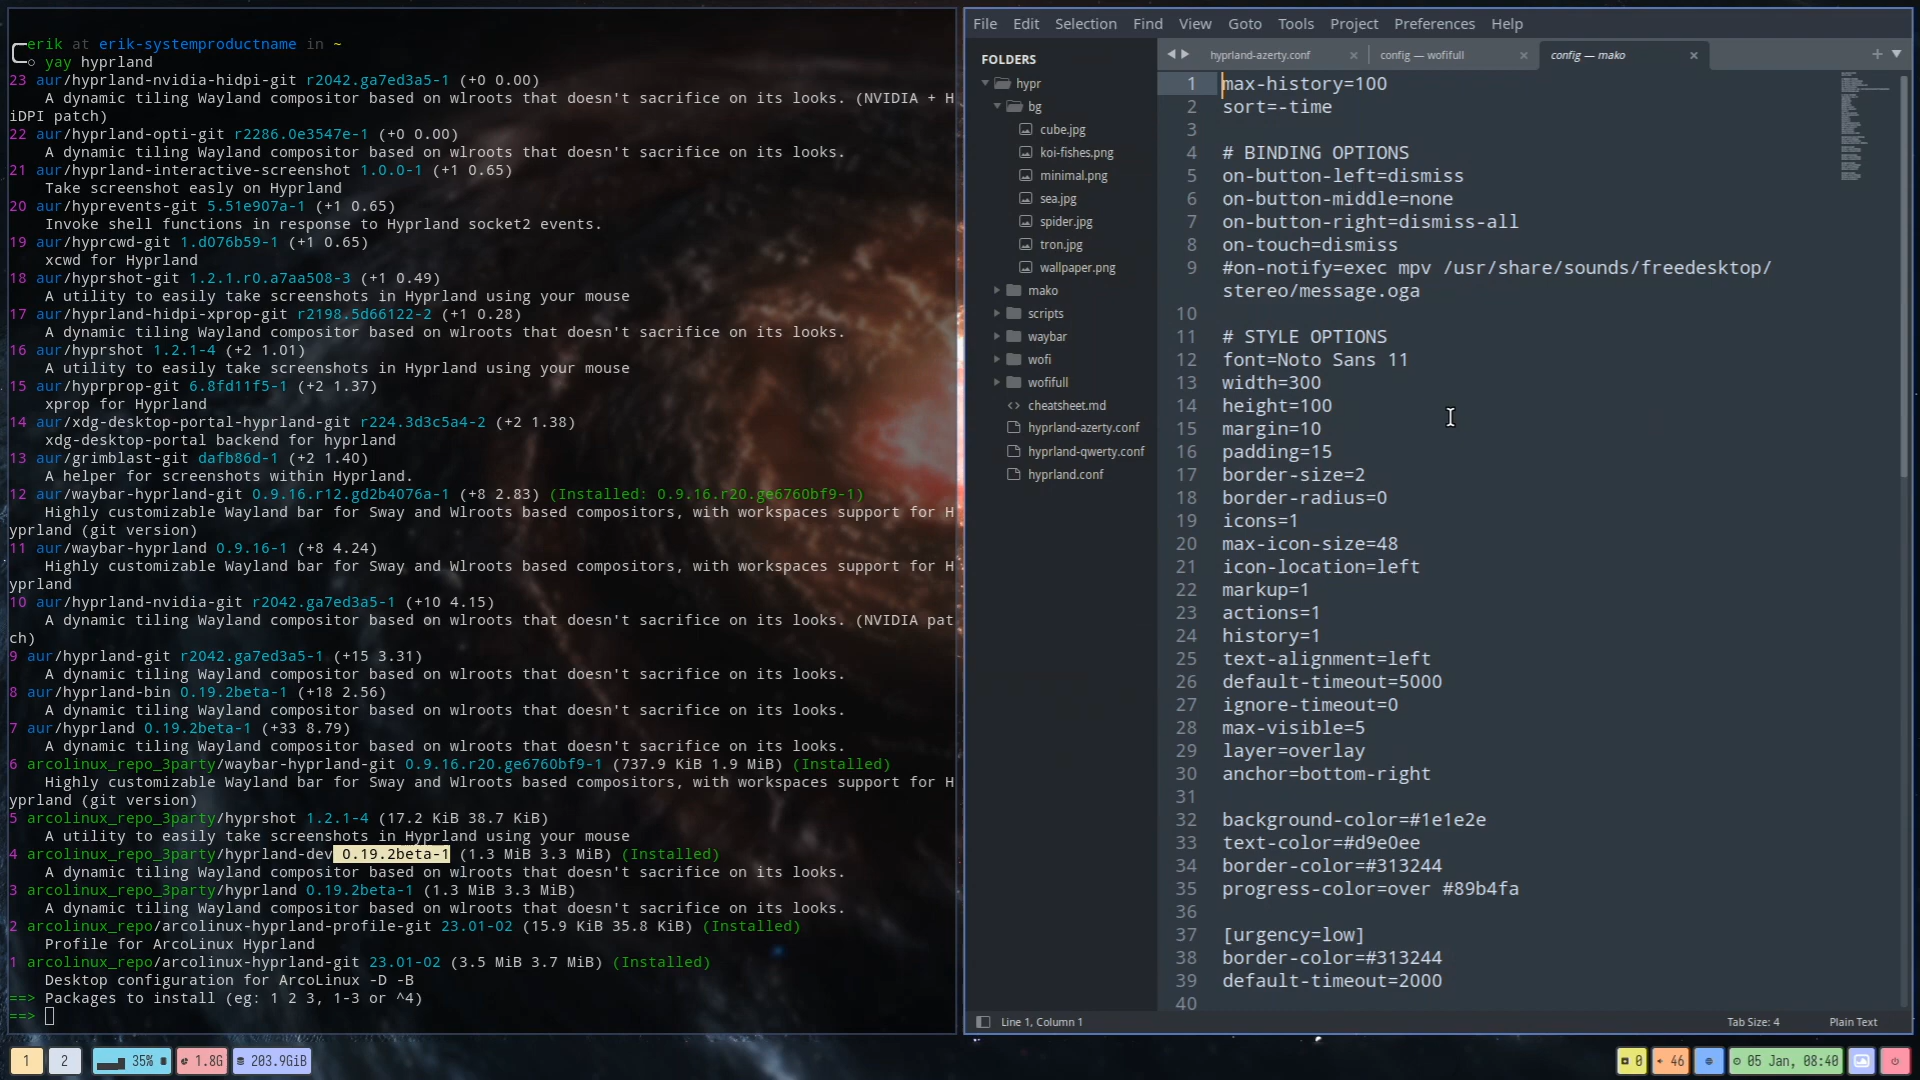 erik at erik-systemproductname in ~
yay hyprland
23 aur/hyprland-nvidia-hidpi-git r2042.ga7ed3a5-1 (+0 0.00)
A dynamic tiling Wayland compositor based on wlroots that doesn't sacrifice on its looks. (NVIDIA + H
iDPI patch)
22 aur/hyprland-opti-git r2286.0e3547e-1 (+0 0.00)
A dynamic tiling Wayland compositor based on wlroots that doesn't sacrifice on its looks.
21 aur/hyprland-interactive-screenshot 1.0.0-1 (+1 0.65)
Take screenshot easly on Hyprland
20 aur/hyprevents-git 5.51e907a-1 (+1 0.65)
Invoke shell functions in response to Hyprland socket2 events.
19 aur/hyprcwd-git 1.d076b59-1 (+1 0.65)
xcwd for Hyprland
18 aur/hyprshot-git 1.2.1.r0.a7aa508-3 (+1 0.49)
A utility to easily take screenshots in Hyprland using your mouse
17 aur/hyprland-hidpi-xprop-git r2198.5d66122-2 (+1 0.28)
A dynamic tiling Wayland compositor based on wlroots that doesn't sacrifice on its looks.
16 aur/hyprshot 1.2.1-4 (+2 1.01)
A utility to easily take screenshots in Hyprland using your mouse
15 aur/hyprprop-git 6.8fd11f5-1 (+2 1.37)
xprop for Hyprland
14 aur/xdg-desktop-portal-hyprland-git r224.3d3c5a4-2 (+2 1.38)
xdg-desktop-portal backend for hyprland
13 aur/grimblast-git dafb86d-1 (+2 1.40)
A helper for screenshots within Hyprland.
12 aur/waybar-hyprland-git 0.9.16.r12.gd2b4076a-1 (+8 2.83) (Installed: 0.9.16.r20.ge6760bf9-1)
Highly customizable Wayland bar for Sway and Wlroots based compositors, with workspaces support for H
yprland (git version)
11 aur/waybar-hyprland 0.9.16-1 (+8 4.24)
Highly customizable Wayland bar for Sway and Wlroots based compositors, with workspaces support for H
yprland
10 aur/hyprland-nvidia-git r2042.ga7ed3a5-1 (+10 4.15)
A dynamic tiling Wayland compositor based on wlroots that doesn't sacrifice on its looks. (NVIDIA pat
ch)
9 aur/hyprland-git r2042.ga7ed3a5-1 (+15 3.31)
A dynamic tiling Wayland compositor based on wlroots that doesn't sacrifice on its looks.
8 aur/hyprland-bin 0.19.2beta-1 (+18 2.56)
A dynamic tiling Wayland compositor based on wlroots that doesn't sacrifice on its looks.
7 aur/hyprland 0.19.2beta-1 (+33 8.79)
A dynamic tiling Wayland compositor based on wlroots that doesn't sacrifice on its looks.
6 arcolinux_repo_3party/waybar-hyprland-git 0.9.16.r20.ge6760bf9-1 (737.9 KiB 1.9 MiB) (Installed)
Highly customizable Wayland bar for Sway and Wlroots based compositors, with workspaces support for H
yprland (git version)
5 arcolinux_repo_3party/hyprshot 1.2.1-4 (17.2 KiB 38.7 KiB)
A utility to easily take screenshots in Hyprland using your mouse
4 arcolinux_repo_3party/hyprland-dev 0.19.2beta-1 (1.3 MiB 3.3 MiB) (Installed)
A dynamic tiling Wayland compositor based on wlroots that doesn't sacrifice on its looks.
3 arcolinux_repo_3party/hyprland 0.19.2beta-1 (1.3 MiB 3.3 MiB)
A dynamic tiling Wayland compositor based on wlroots that doesn't sacrifice on its looks.
2 arcolinux_repo/arcolinux-hyprland-profile-git 23.01-02 (15.9 KiB 35.8 KiB) (Installed)
Profile for ArcoLinux Hyprland
1 arcolinux_repo/arcolinux-hyprland-git 23.01-02 (3.5 MiB 3.7 MiB) (Installed)
Desktop configuration for ArcoLinux -D -B
==> Packages to install (eg: 1 2 3, 1-3 or ^4)
==>
File Edit Selection Find View Goto Tools Project Preferences Help
FOLDERS
hypr
bg
cube.jpg
koi-fishes.png
minimal.png
sea.jpg
spider.jpg
tron.jpg
wallpaper.png
mako
scripts
waybar
wofi
wofifull
cheatsheet.md
hyprland-azerty.conf
hyprland-qwerty.conf
hyprland.conf
hyprland-azerty.conf × config — wofifull × config — mako ×
1 max-history=100
2 sort=-time
3
4 # BINDING OPTIONS
5 on-button-left=dismiss
6 on-button-middle=none
7 on-button-right=dismiss-all
8 on-touch=dismiss
9 #on-notify=exec mpv /usr/share/sounds/freedesktop/
stereo/message.oga
10
11 # STYLE OPTIONS
12 font=Noto Sans 11
13 width=300
14 height=100
15 margin=10
16 padding=15
17 border-size=2
18 border-radius=0
19 icons=1
20 max-icon-size=48
21 icon-location=left
22 markup=1
23 actions=1
24 history=1
25 text-alignment=left
26 default-timeout=5000
27 ignore-timeout=0
28 max-visible=5
29 layer=overlay
30 anchor=bottom-right
31
32 background-color=#1e1e2e
33 text-color=#d9e0ee
34 border-color=#313244
35 progress-color=over #89b4fa
36
37 [urgency=low]
38 border-color=#313244
39 default-timeout=2000
40
Line 1, Column 1
Tab Size: 4 Plain Text
1 2 35% 1.8G 203.9GiB
0 46 05 Jan, 08:40